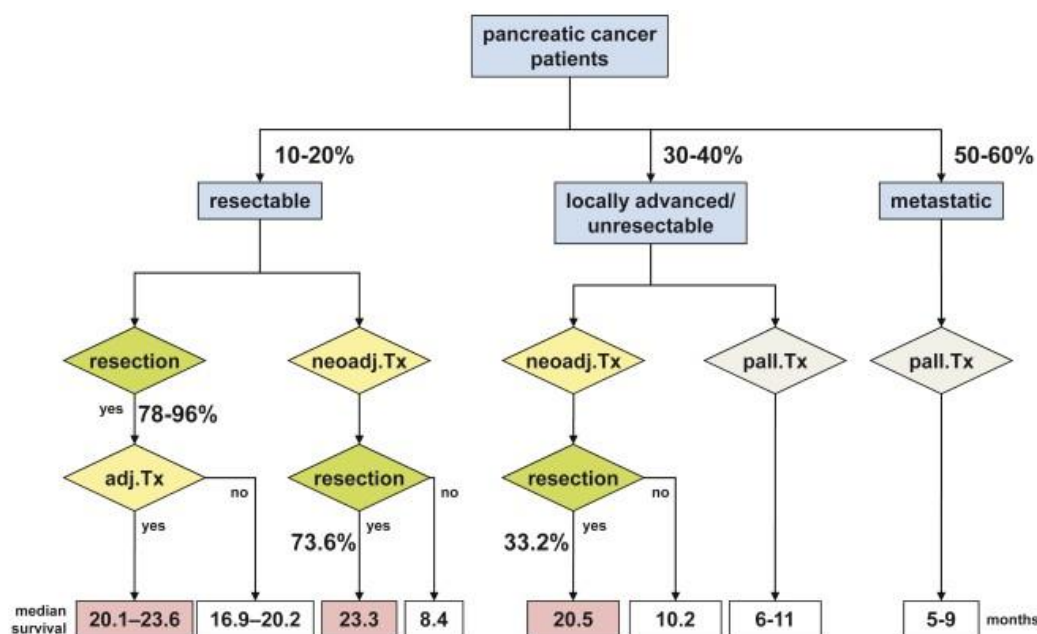 pancreatic cancer
patients
10-20%
30-40%
50-60%
resectable
locally advanced/
unresectable
metastatic
resection
neoadj.Tx
neoadj.Tx
pall.Tx
pall.Tx
yes
78-96%
adj.Tx
no
resection
no
resection
no
yes
73.6%
yes
33.2%
yes
median
survival
20.1–23.6
16.9–20.2
23.3
8.4
20.5
10.2
6-11
5-9
months